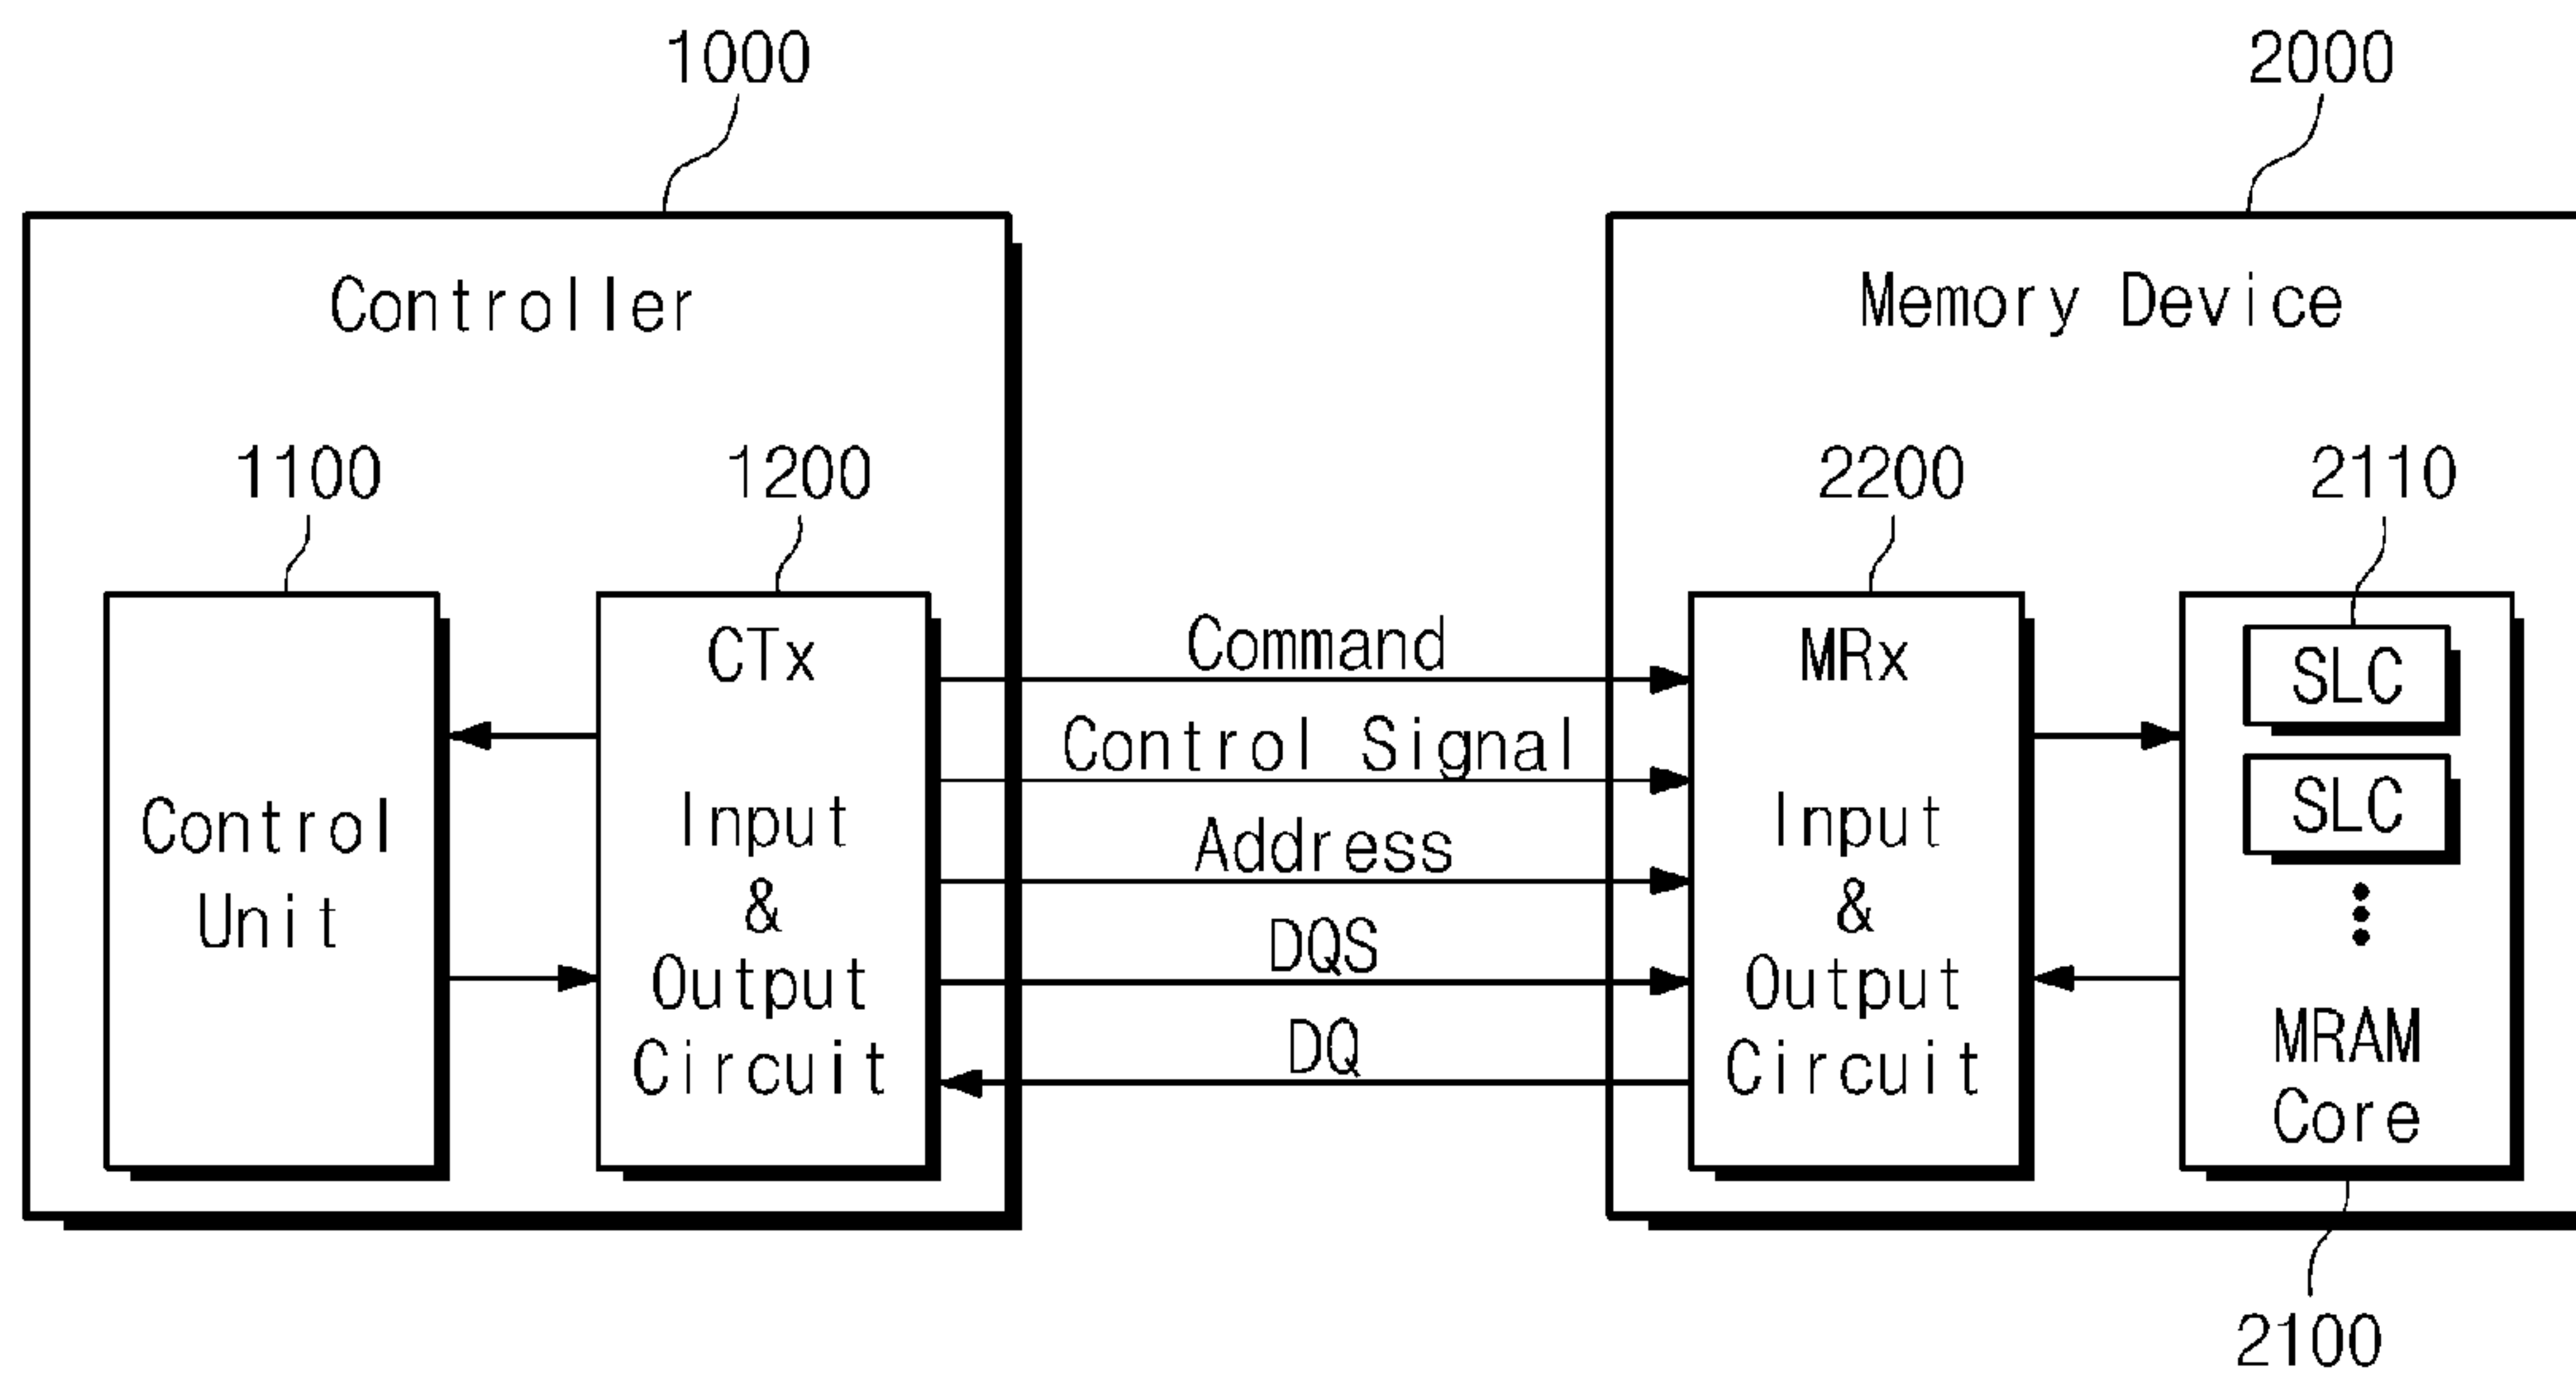 1000
2000
Controller
Memory Device
1100
1200
2200
2110
Control
Unit
CTx
Input
&
Output
Circuit
Command
Control Signal
Address
DQS
DQ
MRx
Input
&
Output
Circuit
SLC
SLC
MRAM
Core
2100